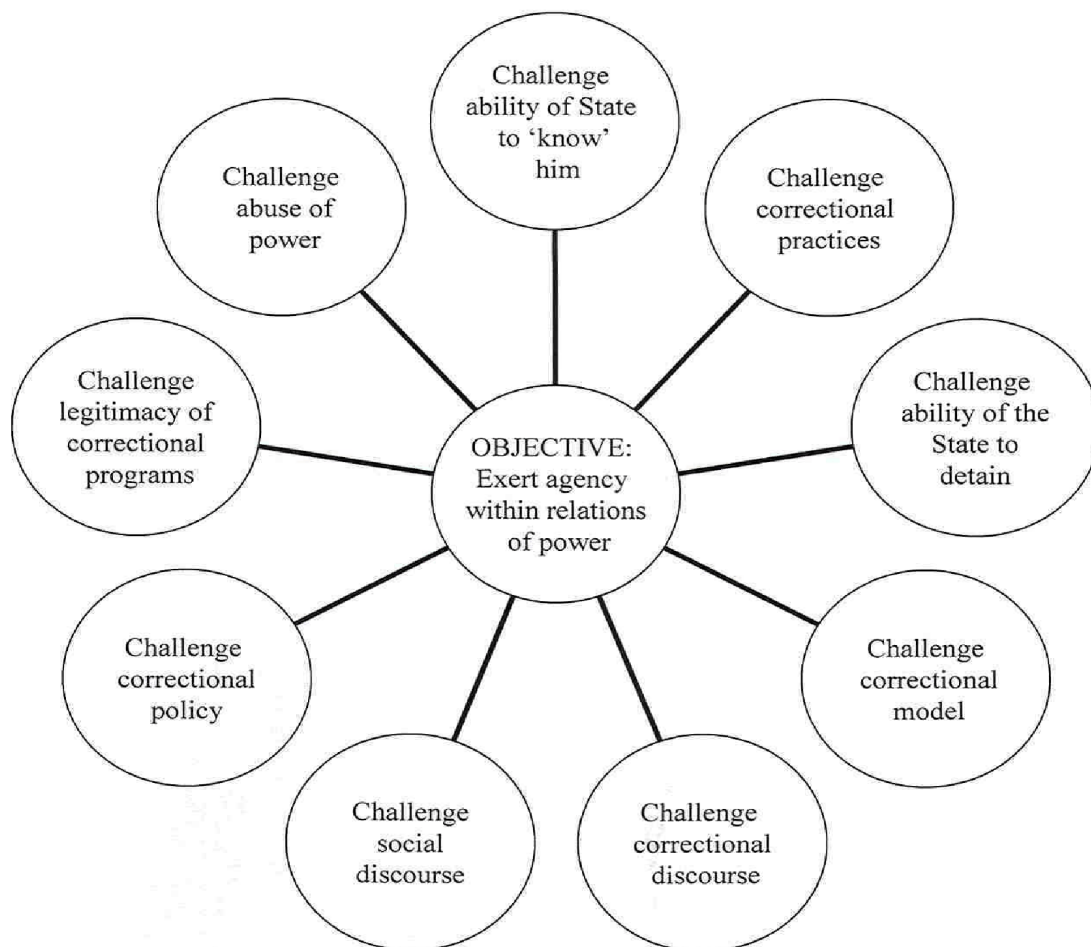 Challenge
ability of State
to ‘know’
him
Challenge
abuse of
power
Challenge
correctional
practices
Challenge
legitimacy of
correctional
programs
OBJECTIVE:
Exert agency
within relations
of power
Challenge
ability of the
State to
detain
Challenge
correctional
policy
Challenge
correctional
model
Challenge
social
discourse
Challenge
correctional
discourse